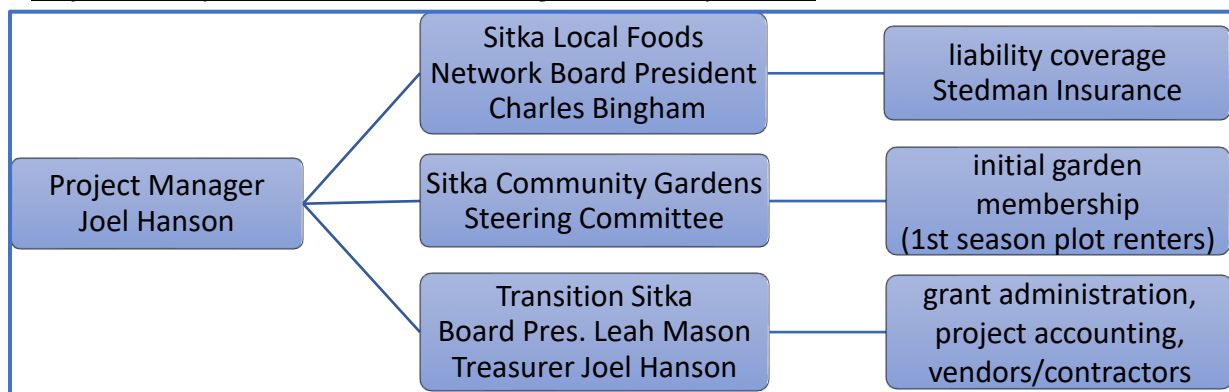 Project Manager
Joel Hanson
Sitka Local Foods
Network Board President
Charles Bingham
liability coverage
Stedman Insurance
Sitka Community Gardens
Steering Committee
initial garden
membership
(1st season plot renters)
Transition Sitka
Board Pres. Leah Mason
Treasurer Joel Hanson
grant administration,
project accounting,
vendors/contractors